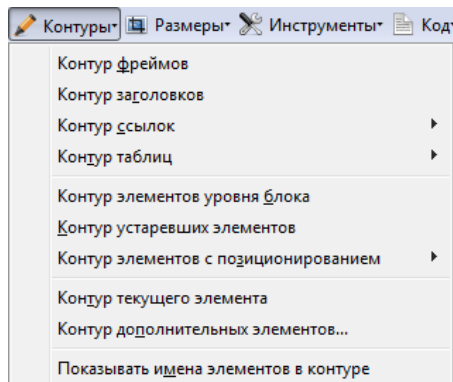 Контуры Размеры Инструменты Код
Контур фреймов
Контур заголовков
Контур ссылок
Контур таблиц
Контур элементов уровня блока
Контур устаревших элементов
Контур элементов с позиционированием
Контур текущего элемента
Контур дополнительных элементов...
Показывать имена элементов в контуре